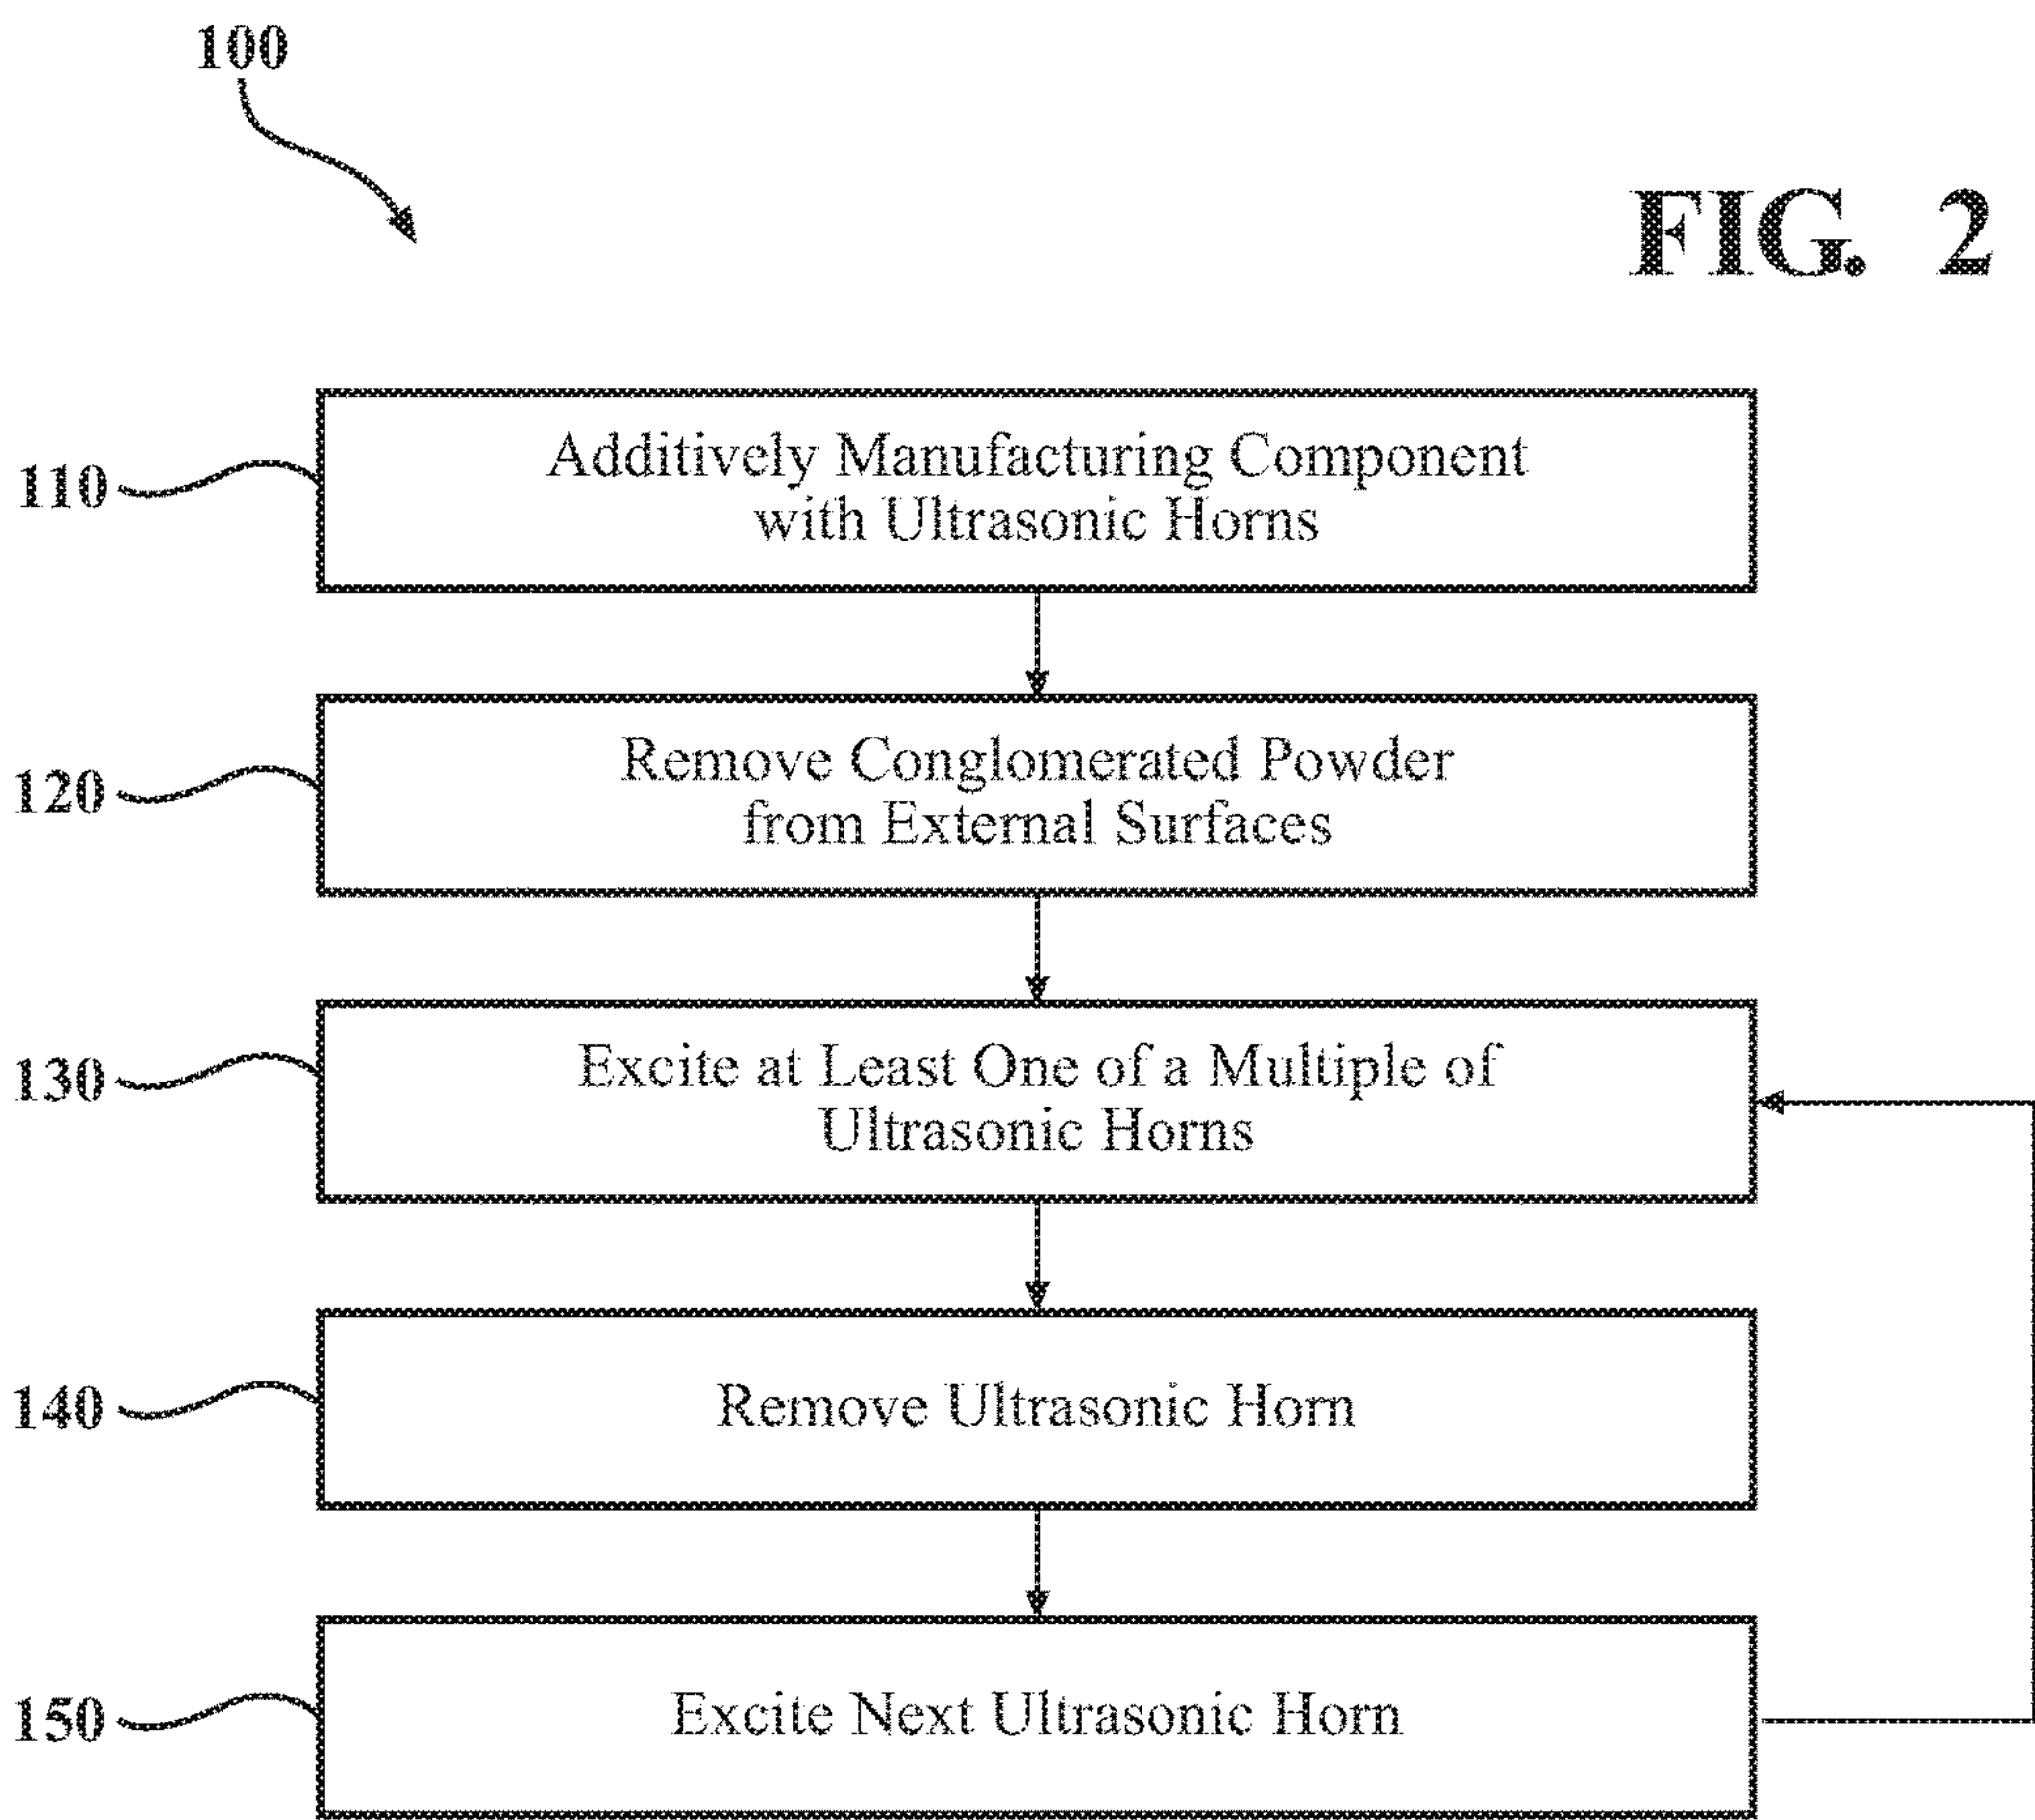 100
FIG. 2
110
Additively Manufacturing Component
with Ultrasonic Horns
120
Remove Conglomerated Powder
from External Surfaces
130
Excite at Least One of a Multiple of
Ultrasonic Horns
140
Remove Ultrasonic Horn
150
Excite Next Ultrasonic Horn